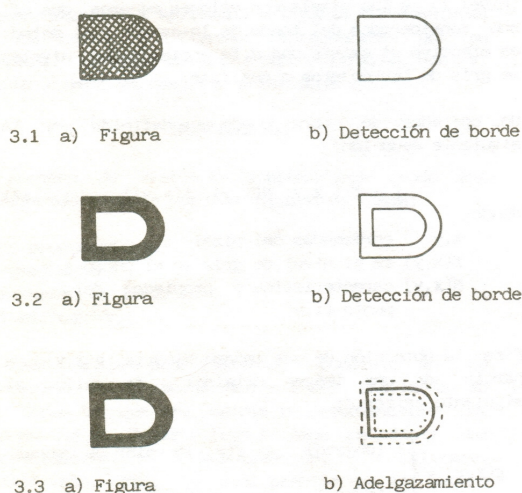 3.1 a) Figura b) Detección de borde
3.2 a) Figura b) Detección de borde
3.3 a) Figura b) Adelgazamiento